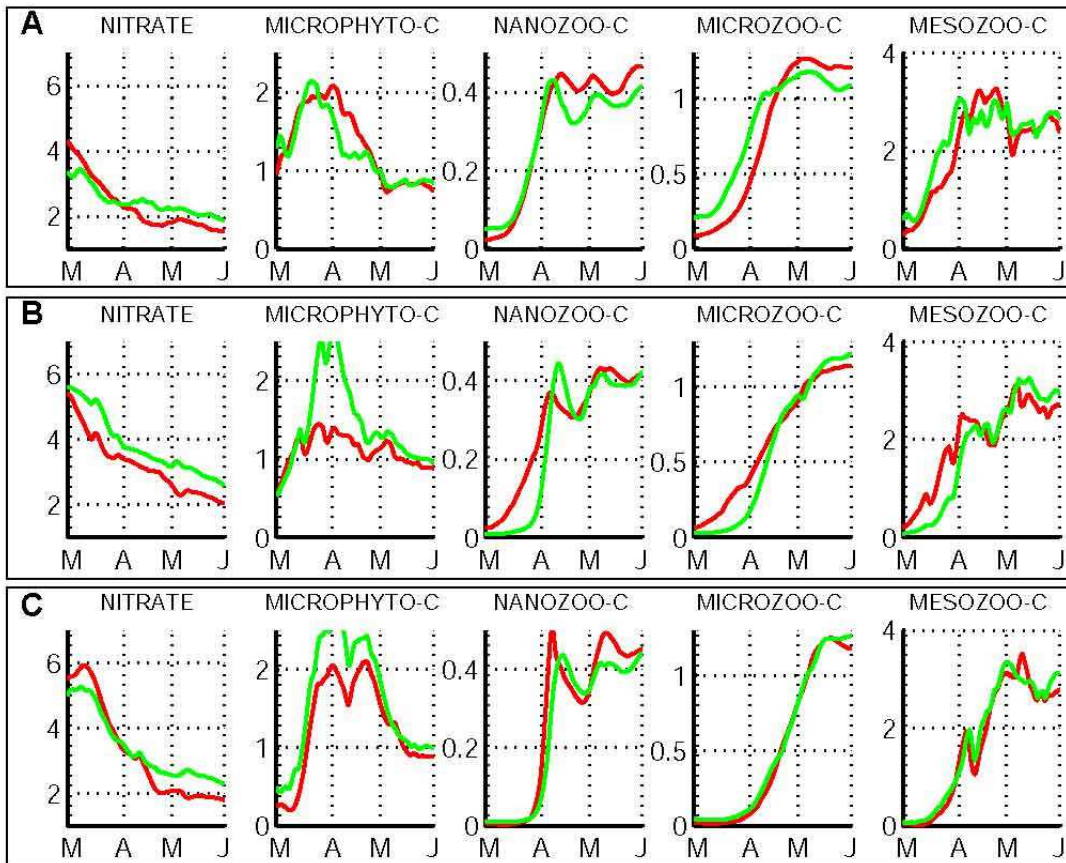 A NITRATE MICROPHYTO-C NANOZOO-C MICROZOO-C MESOZOO-C
6 4 2
2 1 0
0.4 0.2 0
1 0.5 0
4 2 0
M A M J M A M J M A M J M A M J M A M J
B NITRATE MICROPHYTO-C NANOZOO-C MICROZOO-C MESOZOO-C
6 4 2
2 1 0
0.4 0.2 0
1 0.5 0
4 2 0
M A M J M A M J M A M J M A M J M A M J
C NITRATE MICROPHYTO-C NANOZOO-C MICROZOO-C MESOZOO-C
6 4 2
2 1 0
0.4 0.2 0
1 0.5 0
4 2 0
M A M J M A M J M A M J M A M J M A M J